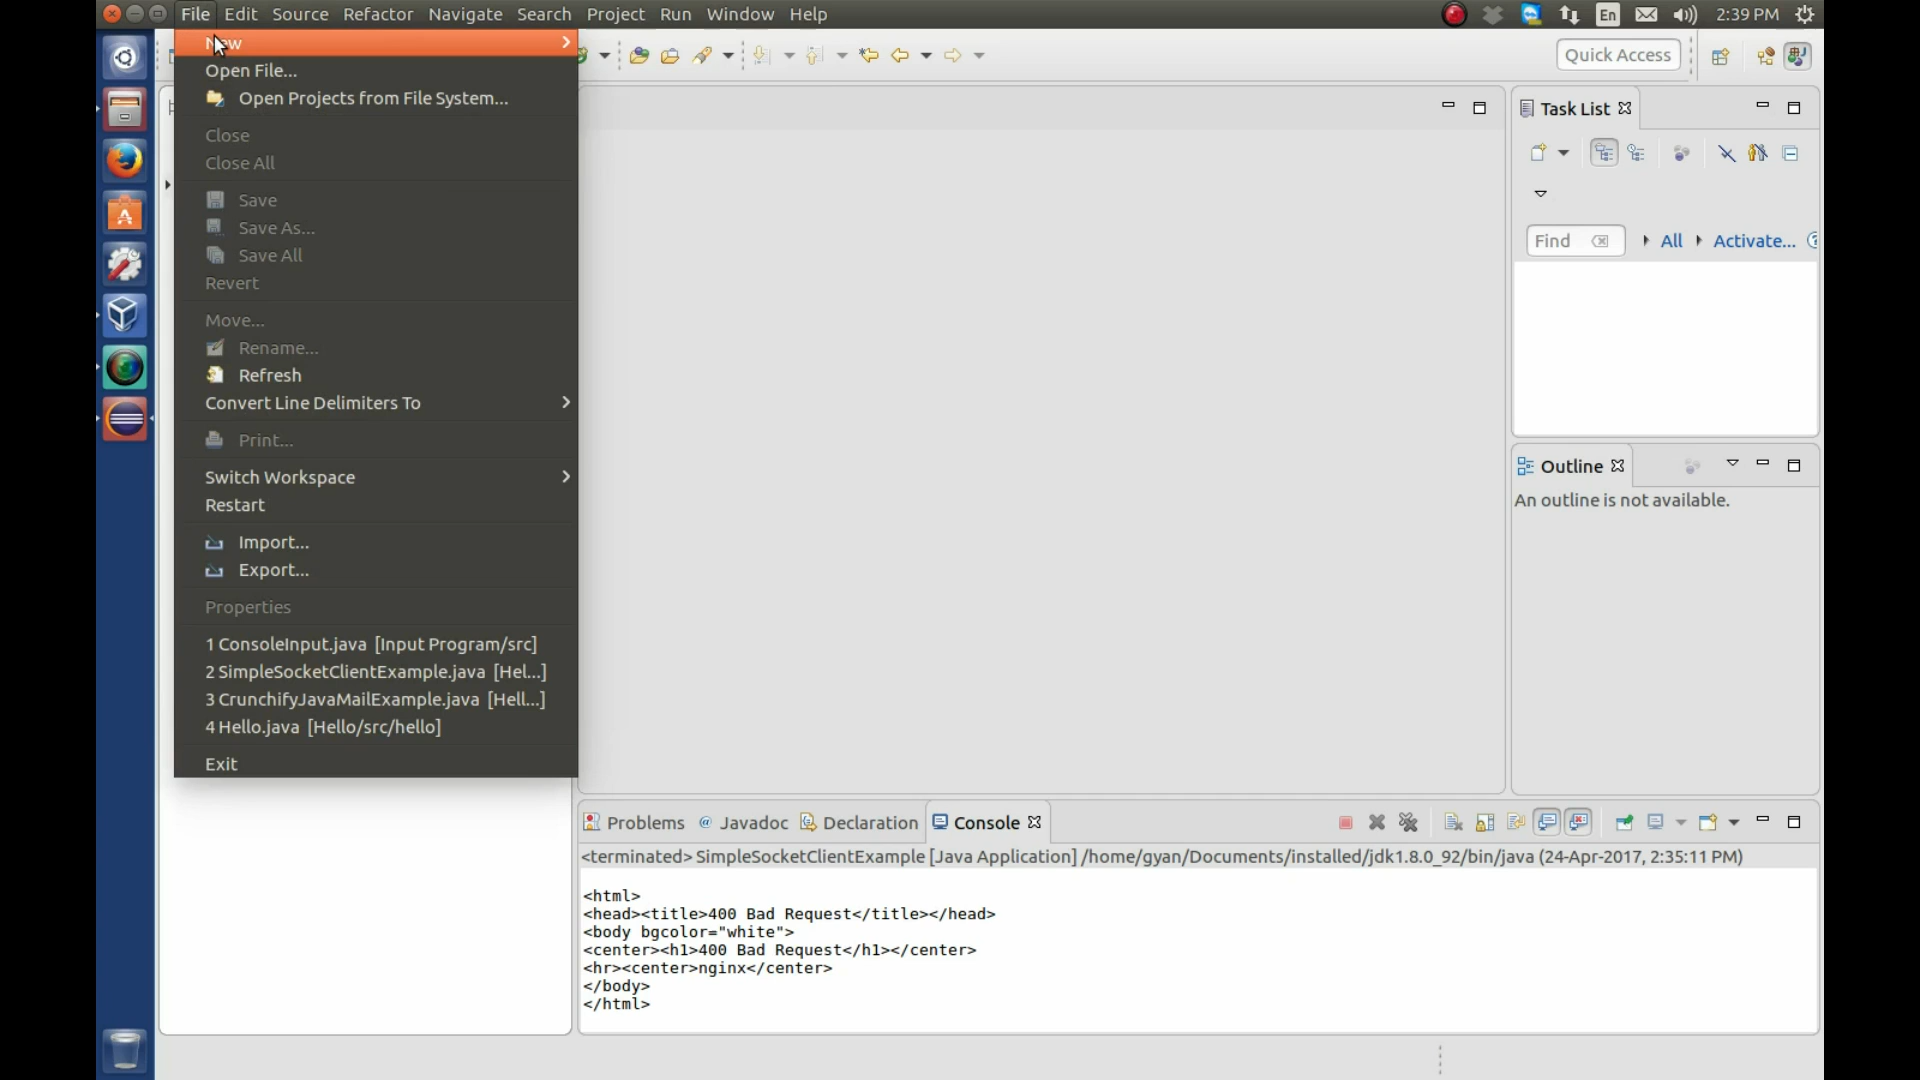 File Edit Source Refactor Navigate Search Project Run Window Help
En 2:39 PM
New
Open File...
Open Projects from File System...
Close
Close All
Save
Save As...
Save All
Revert
Move...
Rename...
Refresh
Convert Line Delimiters To
Print...
Switch Workspace
Restart
Import...
Export...
Properties
1 ConsoleInput.java [Input Program/src]
2 SimpleSocketClientExample.java [Hel...]
3 CrunchifyJavaMailExample.java [Hell...]
4 Hello.java [Hello/src/hello]
Exit
Quick Access
Task List
Find All Activate...
Outline
An outline is not available.
Problems @ Javadoc Declaration Console
<terminated> SimpleSocketClientExample [Java Application] /home/gyan/Documents/installed/jdk1.8.0_92/bin/java (24-Apr-2017, 2:35:11 PM)
<html>
<head><title>400 Bad Request</title></head>
<body bgcolor="white">
<center><h1>400 Bad Request</h1></center>
<hr><center>nginx</center>
</body>
</html>